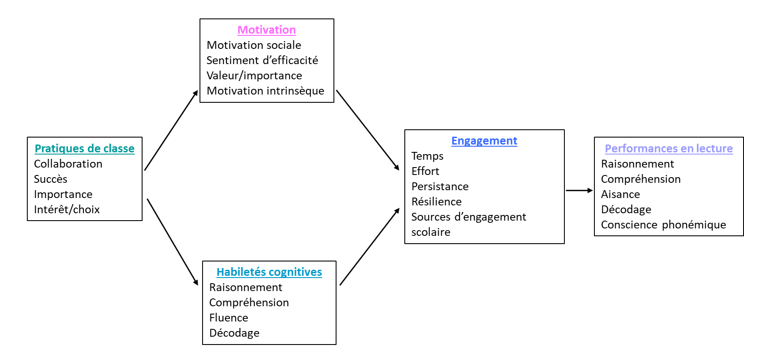 Motivation
Motivation sociale
Sentiment d'efficacité
Valeur/importance
Motivation intrinsèque
Pratiques de classe
Collaboration
Succès
Importance
Intérêt/choix
Habiletés cognitives
Raisonnement
Compréhension
Fluence
Décodage
Engagement
Temps
Effort
Persistance
Résilience
Sources d'engagement
scolaire
Performances en lecture
Raisonnement
Compréhension
Aisance
Décodage
Conscience phonémique